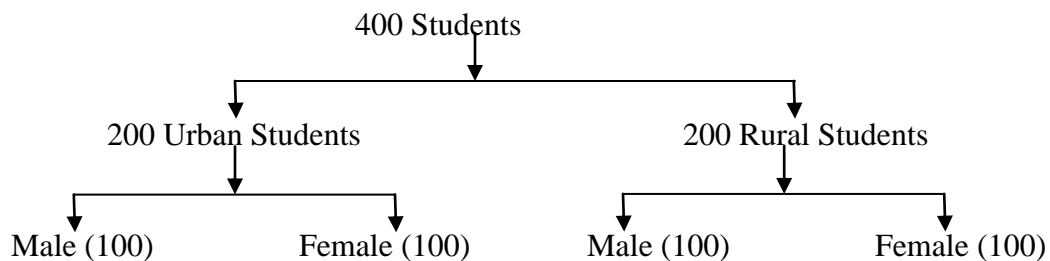 400 Students
200 Urban Students 200 Rural Students
Male (100) Female (100) Male (100) Female (100)